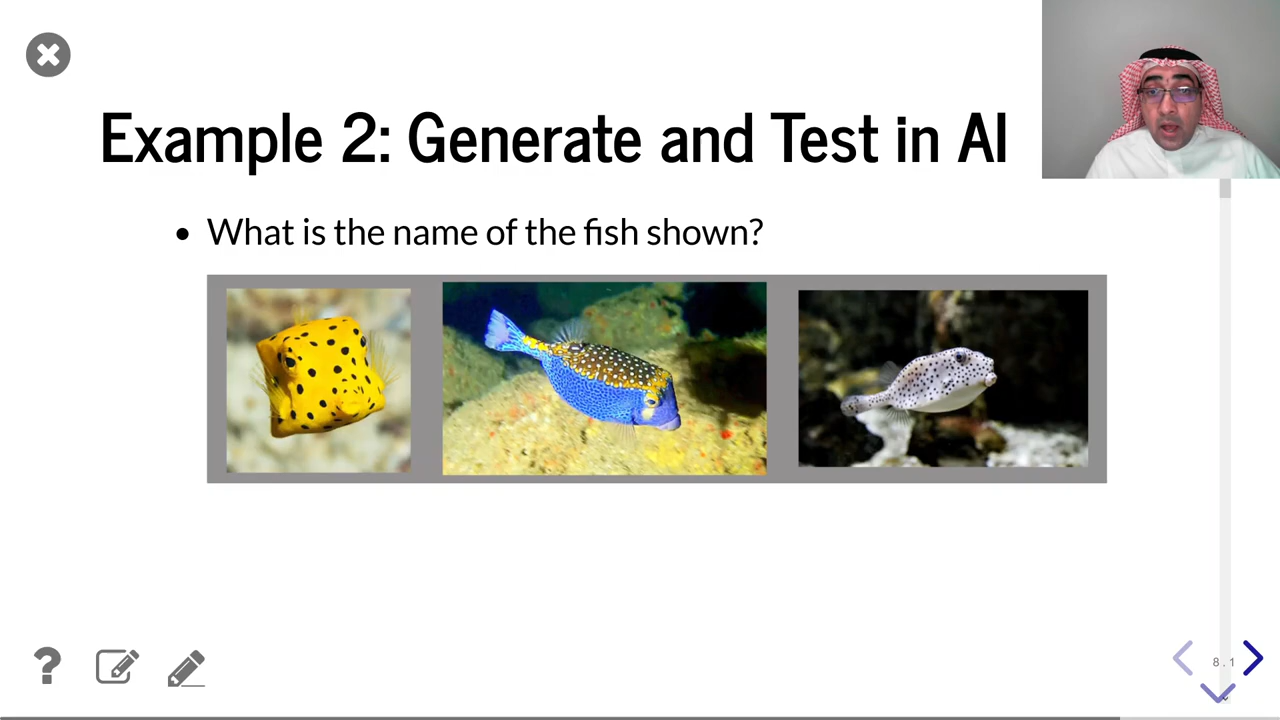 Example 2: Generate and Test in AI
• What is the name of the fish shown?
?
8.1